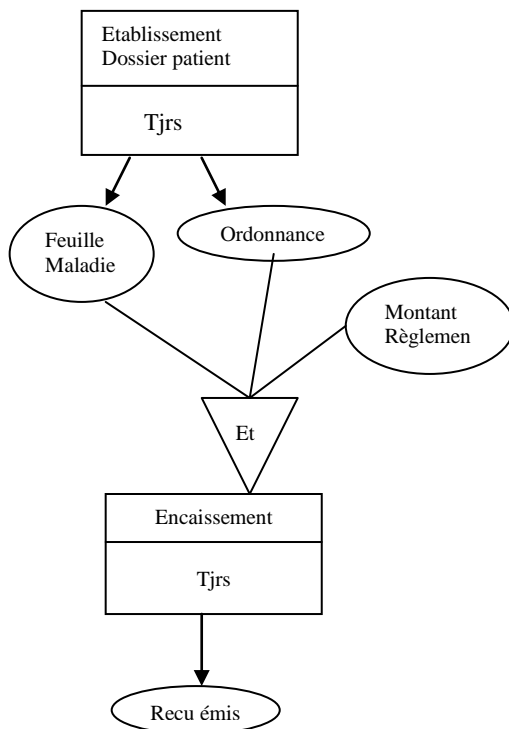 Etablissement
Dossier patient
Tjrs
Feuille
Maladie
Ordonnance
Montant
Règlemen
Et
Encaissement
Tjrs
Recu émis